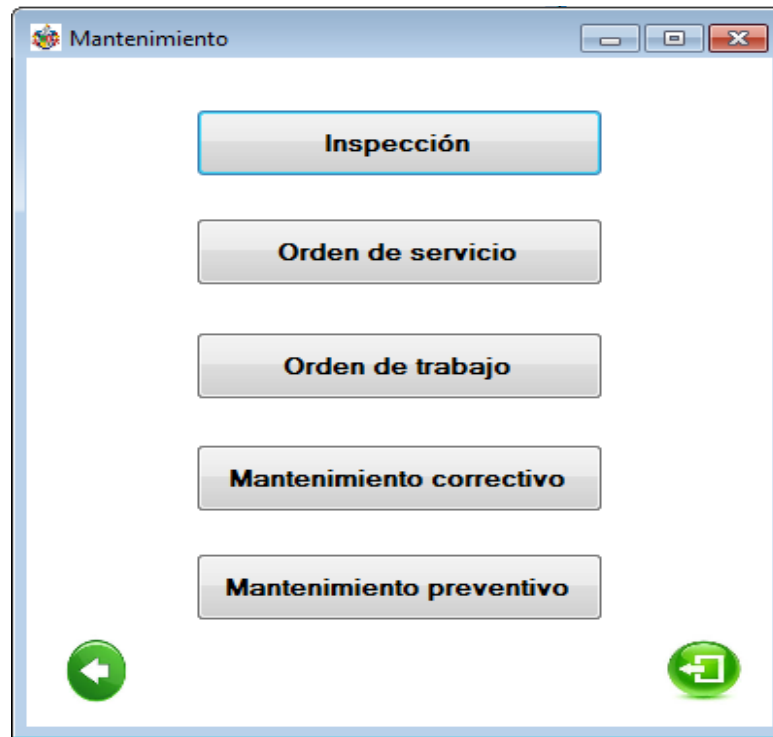 Mantenimiento
Inspección
Orden de servicio
Orden de trabajo
Mantenimiento correctivo
Mantenimiento preventivo